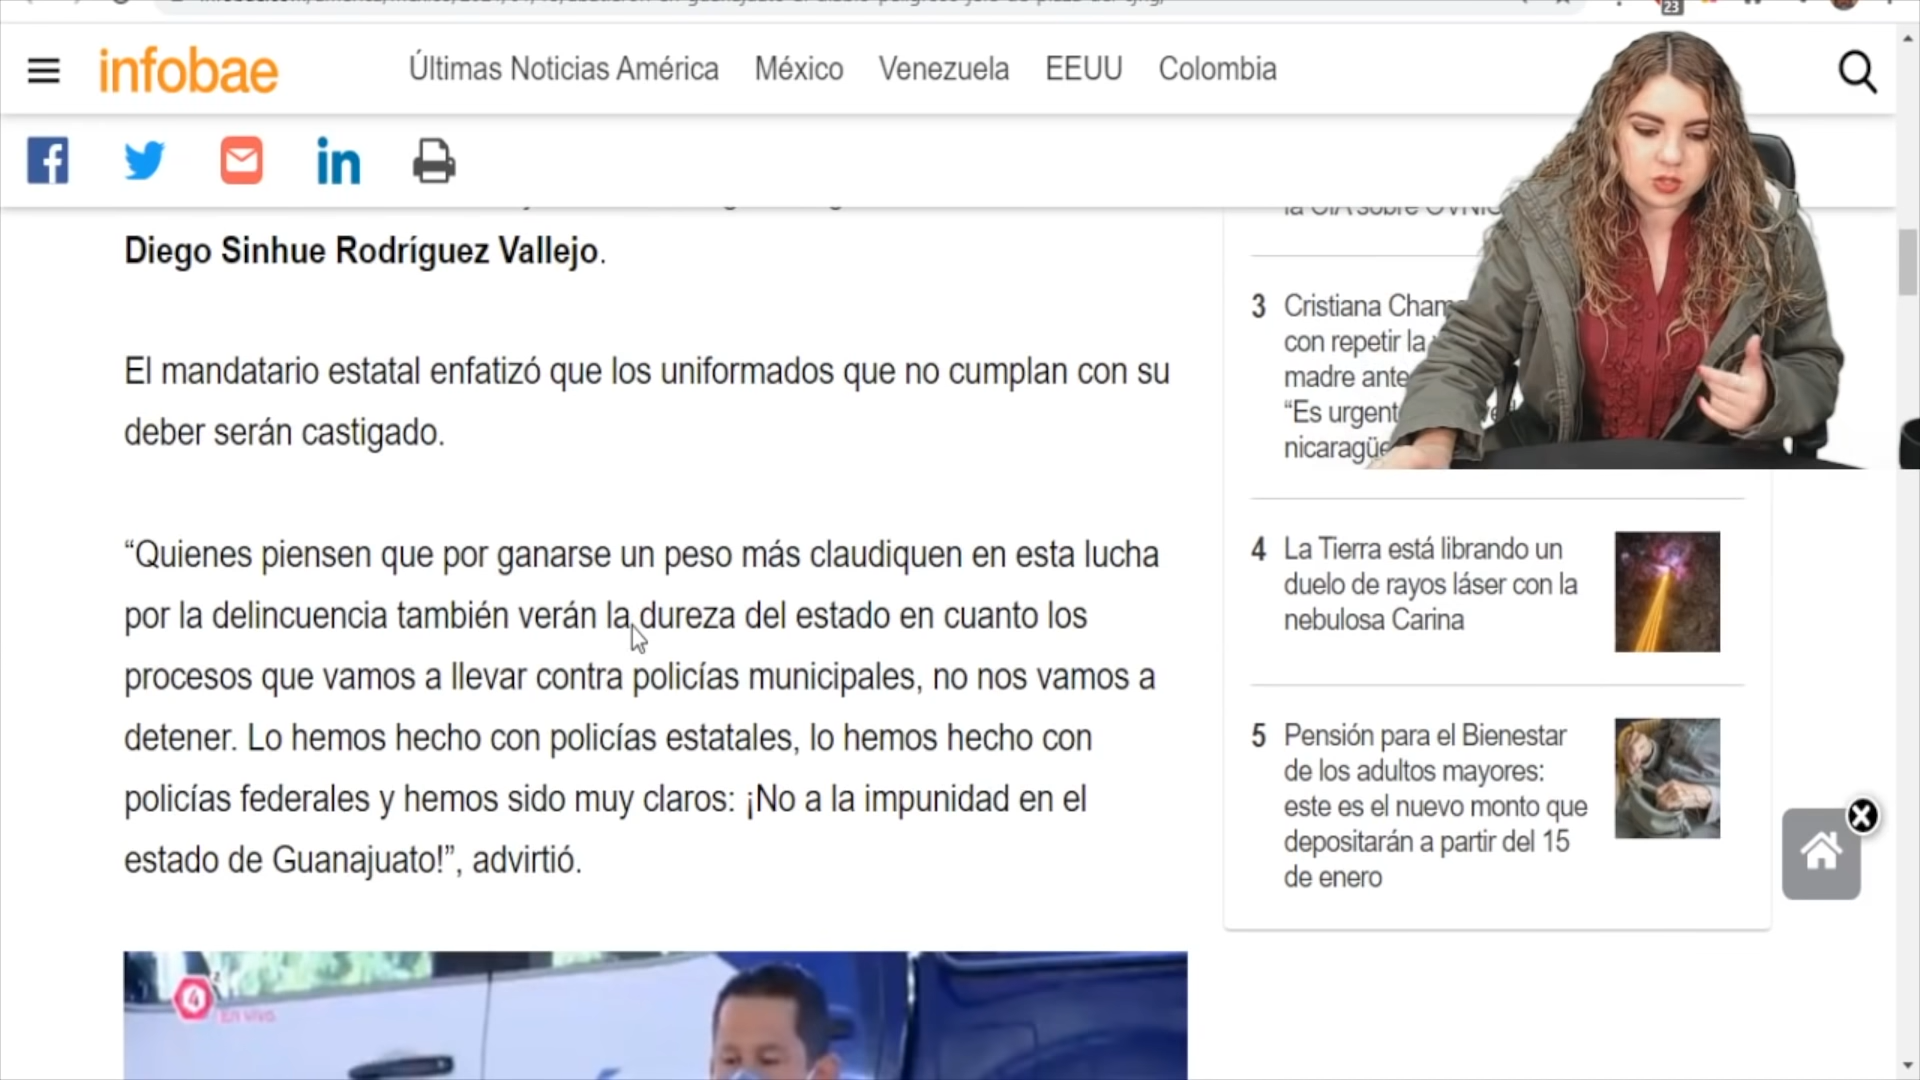 23
infobae
Últimas Noticias América México Venezuela EEUU Colombia
Diego Sinhue Rodríguez Vallejo.
El mandatario estatal enfatizó que los uniformados que no cumplan con su
deber serán castigado.
“Quienes piensen que por ganarse un peso más claudiquen en esta lucha
por la delincuencia también verán la dureza del estado en cuanto los
procesos que vamos a llevar contra policías municipales, no nos vamos a
detener. Lo hemos hecho con policías estatales, lo hemos hecho con
policías federales y hemos sido muy claros: ¡No a la impunidad en el
estado de Guanajuato!”, advirtió.
4
En vivo
la CIA sobre OVNIS
3 Cristiana Cham
con repetir la
madre ante
“Es urgent
nicaragüe
4 La Tierra está librando un
duelo de rayos láser con la
nebulosa Carina
5 Pensión para el Bienestar
de los adultos mayores:
este es el nuevo monto que
depositarán a partir del 15
de enero